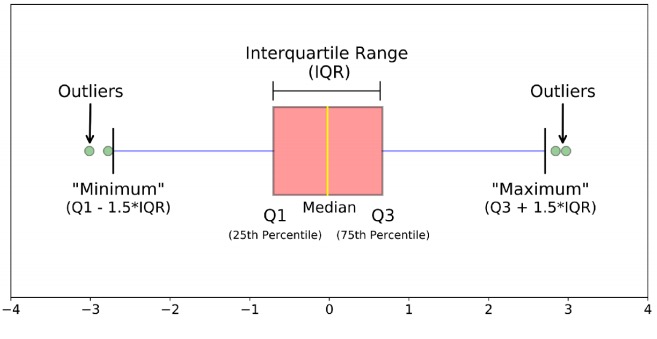 Interquartile Range
(IQR)
Outliers
Outliers
"Minimum"
(Q1 - 1.5*IQR)
"Maximum"
(Q3 + 1.5*IQR)
Q1
Median
Q3
(25th Percentile)
(75th Percentile)
−4
−3
−2
−1
0
1
2
3
4